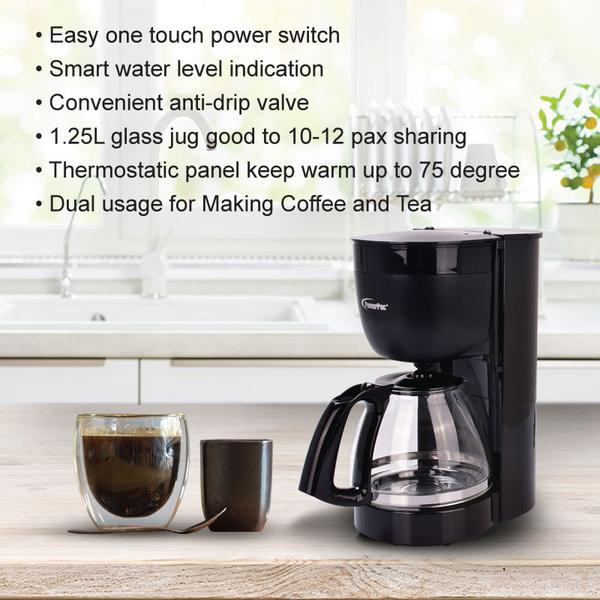 • Easy one touch power switch
• Smart water level indication
• Convenient anti-drip valve
• 1.25L glass jug good to 10-12 pax sharing
• Thermostatic panel keep warm up to 75 degree
• Dual usage for Making Coffee and Tea
PowerPac®